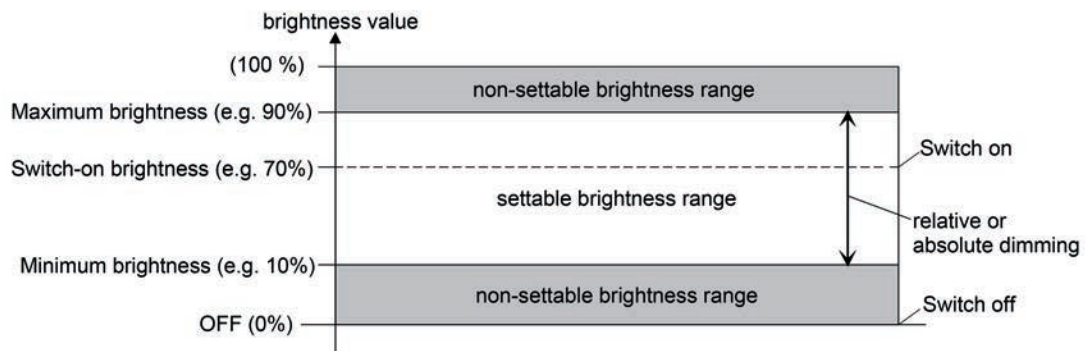 brightness value
(100 %)
non-settable brightness range
Maximum brightness (e.g. 90%)
Switch on
Switch-on brightness (e.g. 70%)
settable brightness range
relative or
absolute dimming
Minimum brightness (e.g. 10%)
non-settable brightness range
Switch off
OFF (0%)